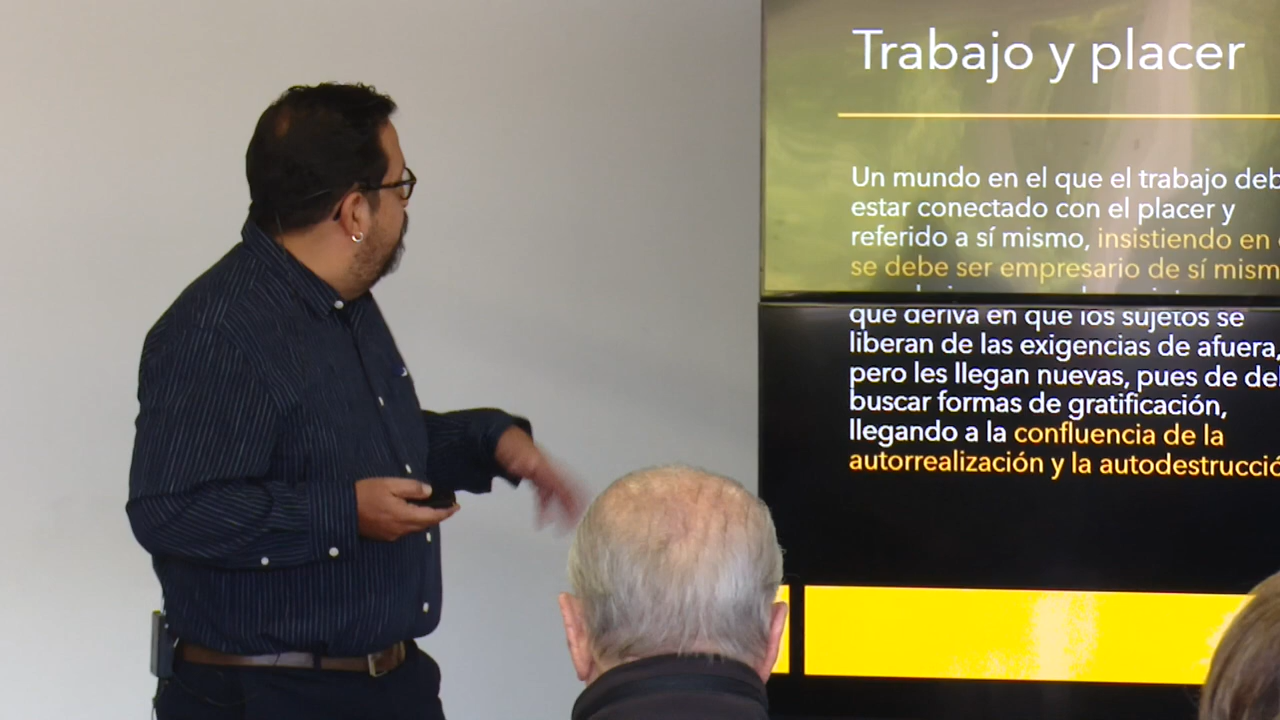 Trabajo y placer
Un mundo en el que el trabajo deb
estar conectado con el placer y
referido a sí mismo, insistiendo en
se debe ser empresario de sí mism
que deriva en que los sujetos se
liberan de las exigencias de afuera,
pero les llegan nuevas, pues de de
buscar formas de gratificación,
llegando a la confluencia de la
autorrealización y la autodestrucció